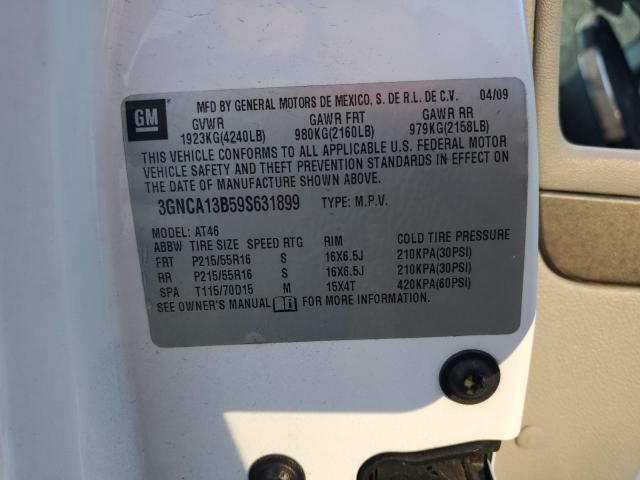 GM
MFD BY GENERAL MOTORS DE MEXICO, S. DE R.L. DE C.V. 04/09
GVWR GAWR FRT GAWR RR
1923KG(4240LB) 980KG(2160LB) 979KG(2158LB)
THIS VEHICLE CONFORMS TO ALL APPLICABLE U.S. FEDERAL MOTOR
VEHICLE SAFETY AND THEFT PREVENTION STANDARDS IN EFFECT ON
THE DATE OF MANUFACTURE SHOWN ABOVE.
3GNCA13B59S631899 TYPE: M.P.V.
MODEL: AT46
ABBW TIRE SIZE SPEED RTG RIM COLD TIRE PRESSURE
FRT P215/55R16 S 16X6.5J 210KPA(30PSI)
RR P215/55R16 S 16X6.5J 210KPA(30PSI)
SPA T115/70D15 M 15X4T 420KPA(60PSI)
SEE OWNER'S MANUAL FOR MORE INFORMATION.